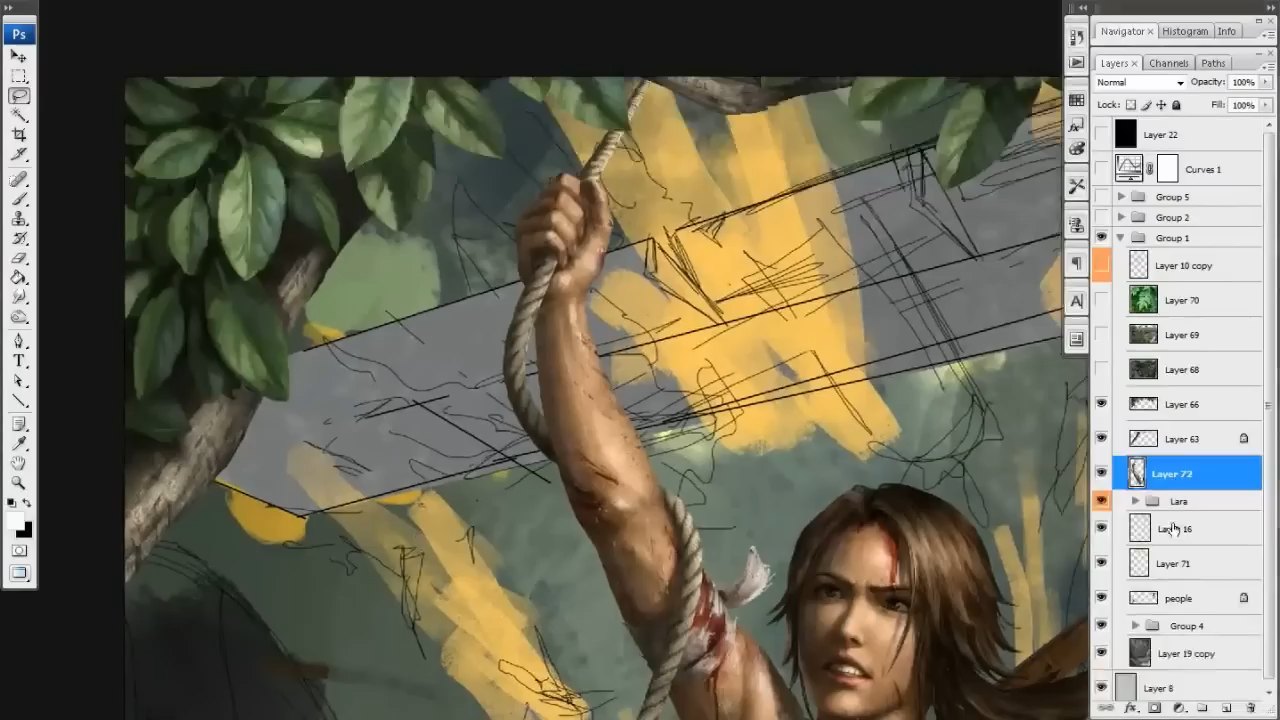 Ps
Navigator Histogram Info
Layers Channels Paths
Normal Opacity: 100%
Lock: Fill: 100%
Layer 22
Curves 1
Group 5
Group 2
Group 1
Layer 10 copy
Layer 70
Layer 69
Layer 68
Layer 66
Layer 63
Layer 72
Lara
Layer 16
Layer 71
people
Group 4
Layer 19 copy
Layer 8